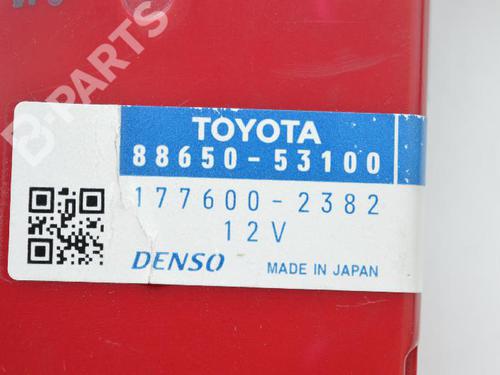 B-PARTS
TOYOTA
88650-53100
177600-2382
12V
DENSO MADE IN JAPAN